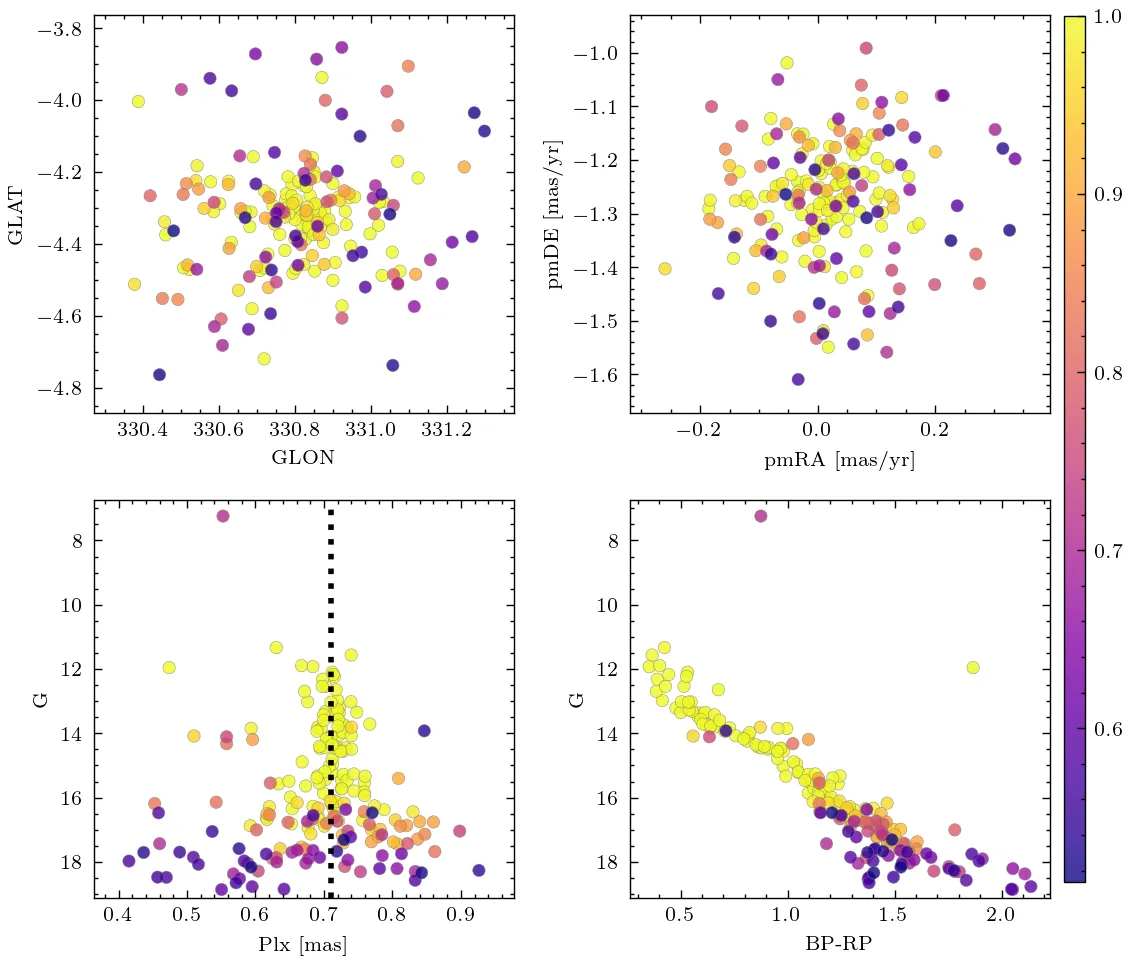 −3.8
−4.0
−4.2
−4.4
−4.6
−4.8
GLAT
330.4 330.6 330.8 331.0 331.2
GLON
−1.0
−1.1
−1.2
−1.3
−1.4
−1.5
−1.6
pmDE [mas/yr]
−0.2 0.0 0.2
pmRA [mas/yr]
1.0
0.9
0.8
0.7
0.6
8
10
12
14
16
18
G
0.4 0.5 0.6 0.7 0.8 0.9
Plx [mas]
8
10
12
14
16
18
G
0.5 1.0 1.5 2.0
BP-RP